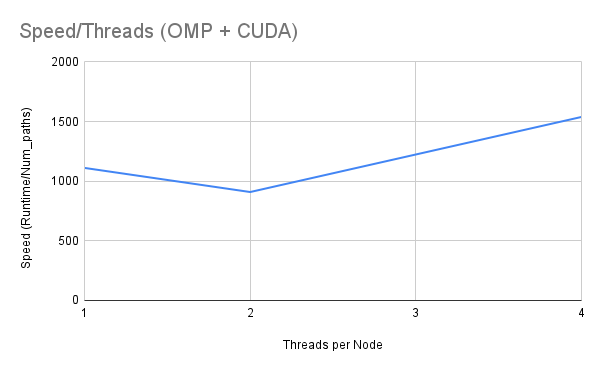 Speed/Threads (OMP + CUDA)
Speed (Runtime/Num_paths)
2000
1500
1000
500
0
1 2 3 4
Threads per Node